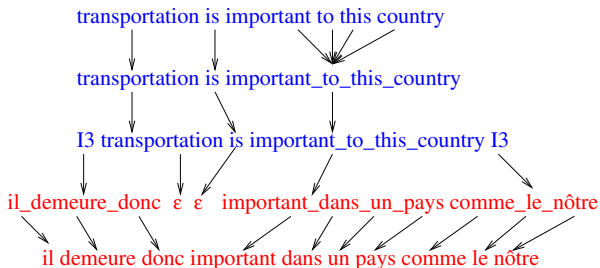 transportation is important to this country
transportation is important_to_this_country
I3 transportation is important_to_this_country I3
il_demeure_donc ε ε important_dans_un_pays comme_le_nôtre
il demeure donc important dans un pays comme le nôtre